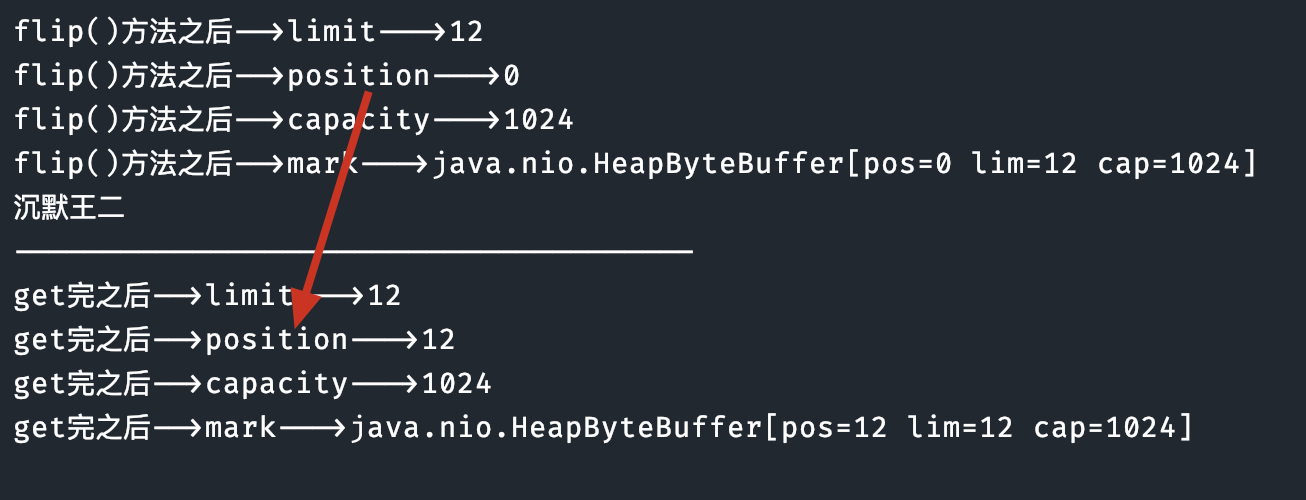 flip()方法之后-->limit--->12
flip()方法之后-->position--->0
flip()方法之后-->capacity--->1024
flip()方法之后-->mark--->java.nio.HeapByteBuffer[pos=0 lim=12 cap=1024]
沉默王二
get完之后-->limit--->12
get完之后-->position--->12
get完之后-->capacity--->1024
get完之后-->mark--->java.nio.HeapByteBuffer[pos=12 lim=12 cap=1024]